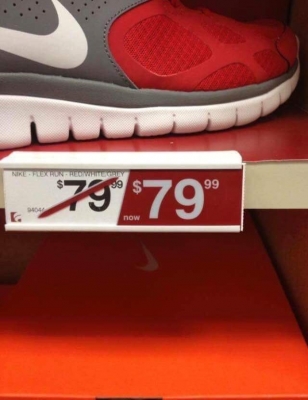 NIKE - FLEX RUN - RED/WHITE/GREY
$79.99 now $79.99